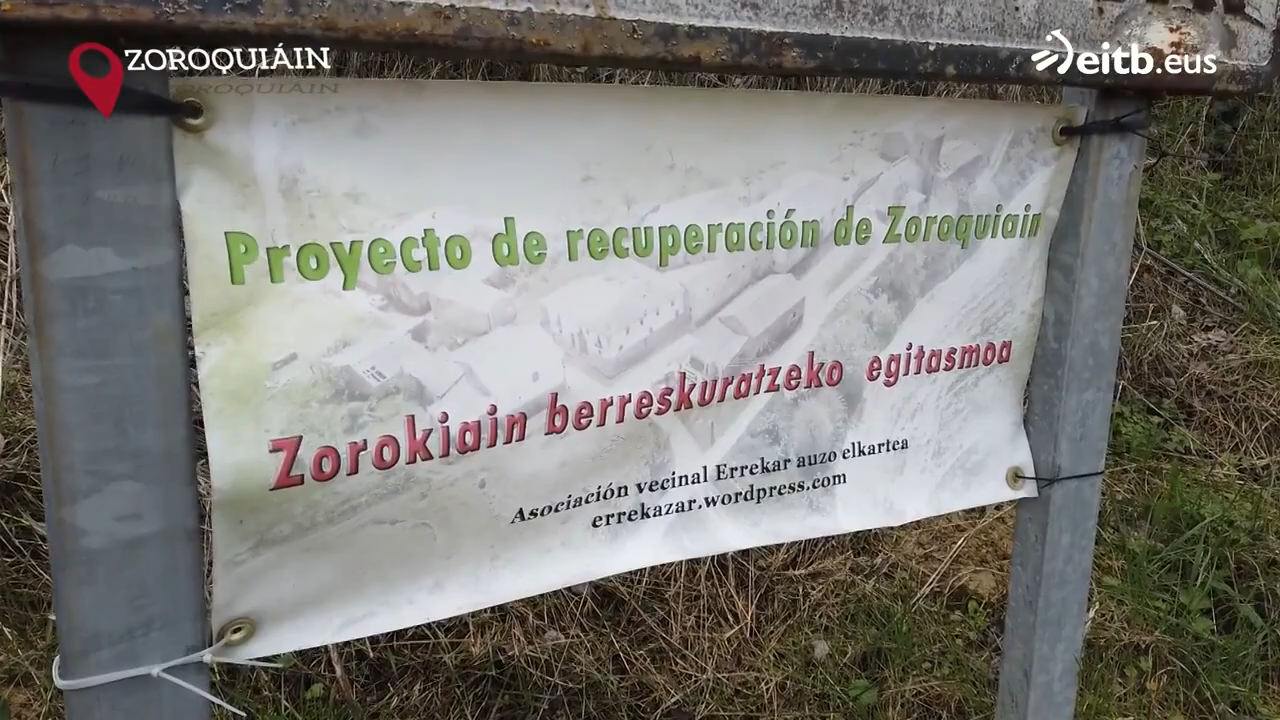 ZOROQUIÁIN
eitb.eus
Proyecto de recuperación de Zoroquiain
Zorokiain berreskuratzeko egitasmoa
Asociación vecinal Errekar auzo elkartea
errekazar.wordpress.com